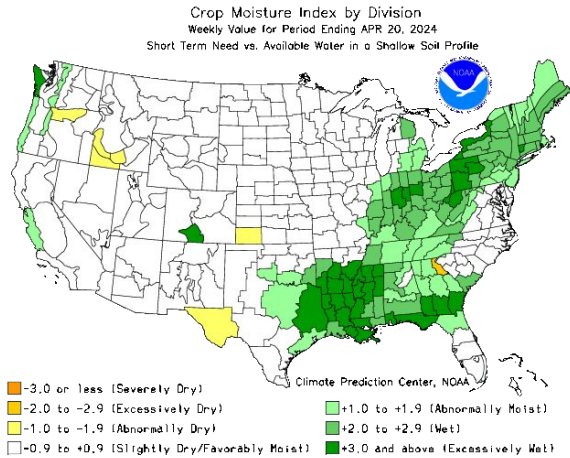 Crop Moisture Index by Division
Weekly Value for Period Ending APR 20, 2024
Short Term Need vs. Available Water in a Shallow Soil Profile
NOAA
Climate Prediction Center, NOAA
-3.0 or less (Severely Dry)
-2.0 to -2.9 (Excessively Dry)
-1.0 to -1.9 (Abnormally Dry)
-0.9 to +0.9 (Slightly Dry/Favorably Moist)
+1.0 to +1.9 (Abnormally Moist)
+2.0 to +2.9 (Wet)
+3.0 and above (Excessively Wet)